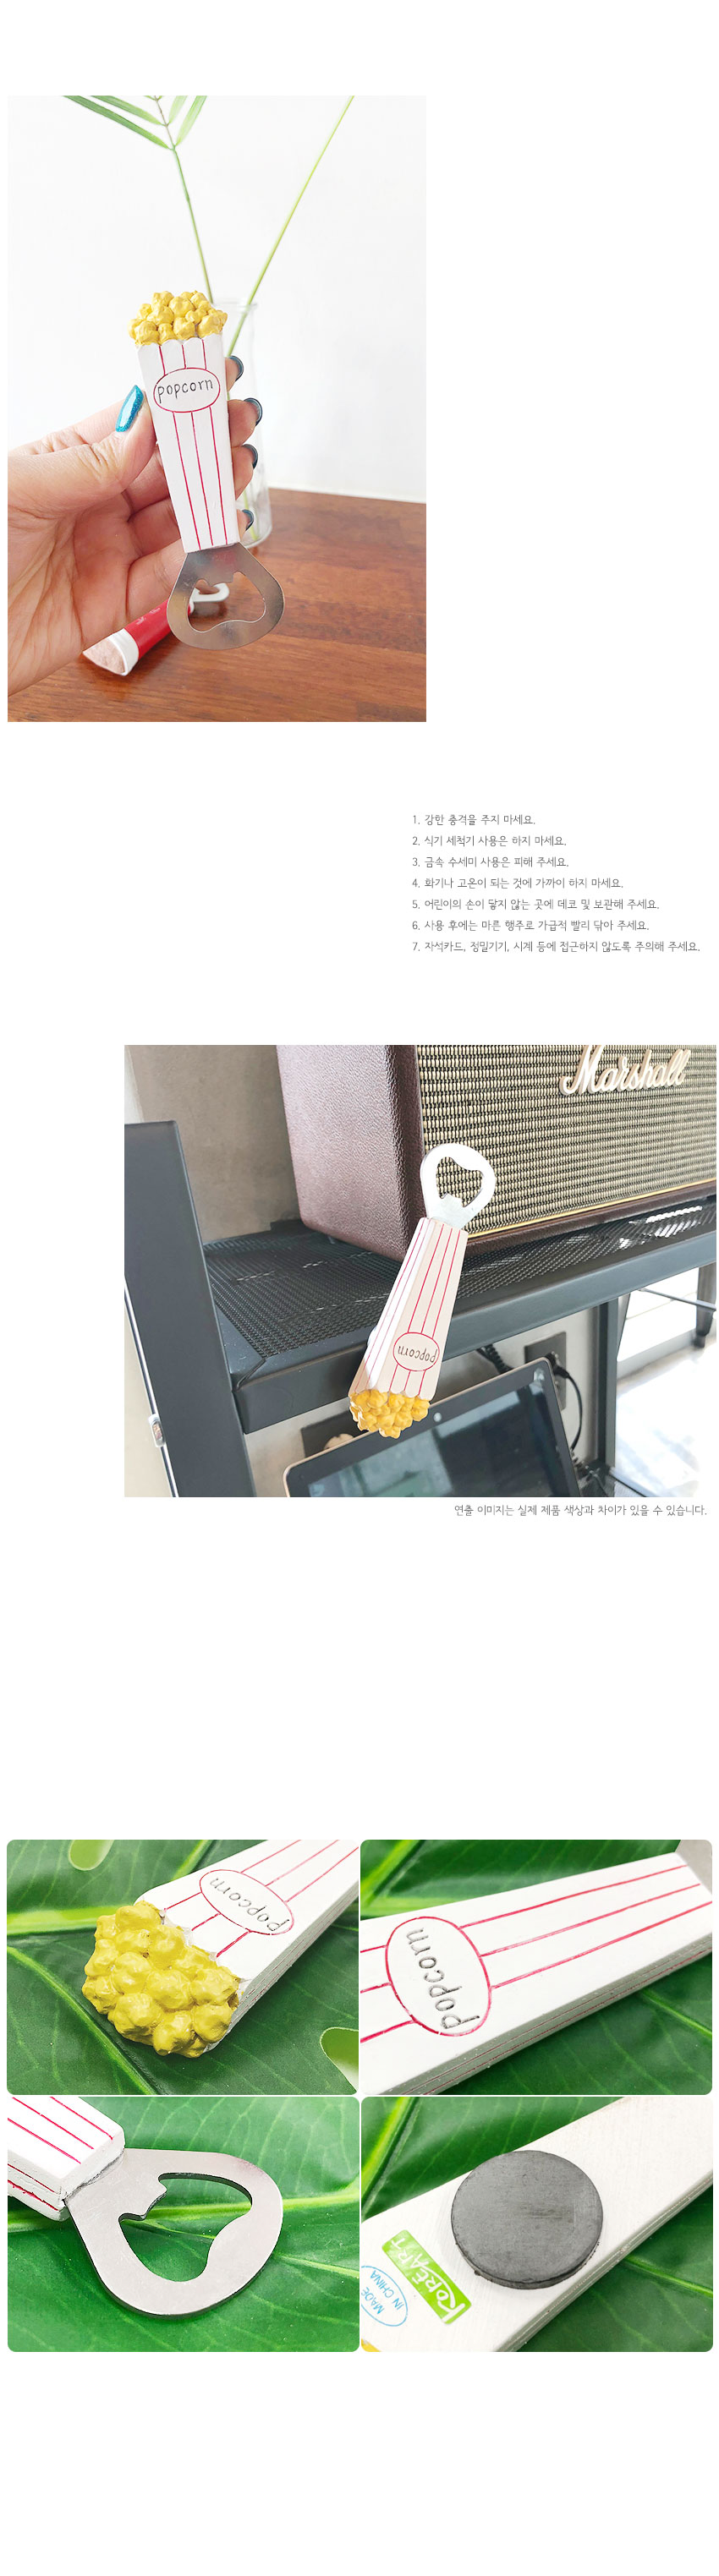 popcorn
1. 강한 충격을 주지 마세요.
2. 식기 세척기 사용은 하지 마세요.
3. 금속 수세미 사용은 피해 주세요.
4. 화기나 고온이 되는 것에 가까이 하지 마세요.
5. 어린이의 손이 닿지 않는 곳에 데코 및 보관해 주세요.
6. 사용 후에는 마른 행주로 가급적 빨리 닦아 주세요.
7. 자석카드, 정밀기기, 시계 등에 접근하지 않도록 주의해 주세요.
Marshall
popcorn
연출 이미지는 실제 제품 색상과 차이가 있을 수 있습니다.
popcorn
popcorn
KOREART
MADE
IN CHINA